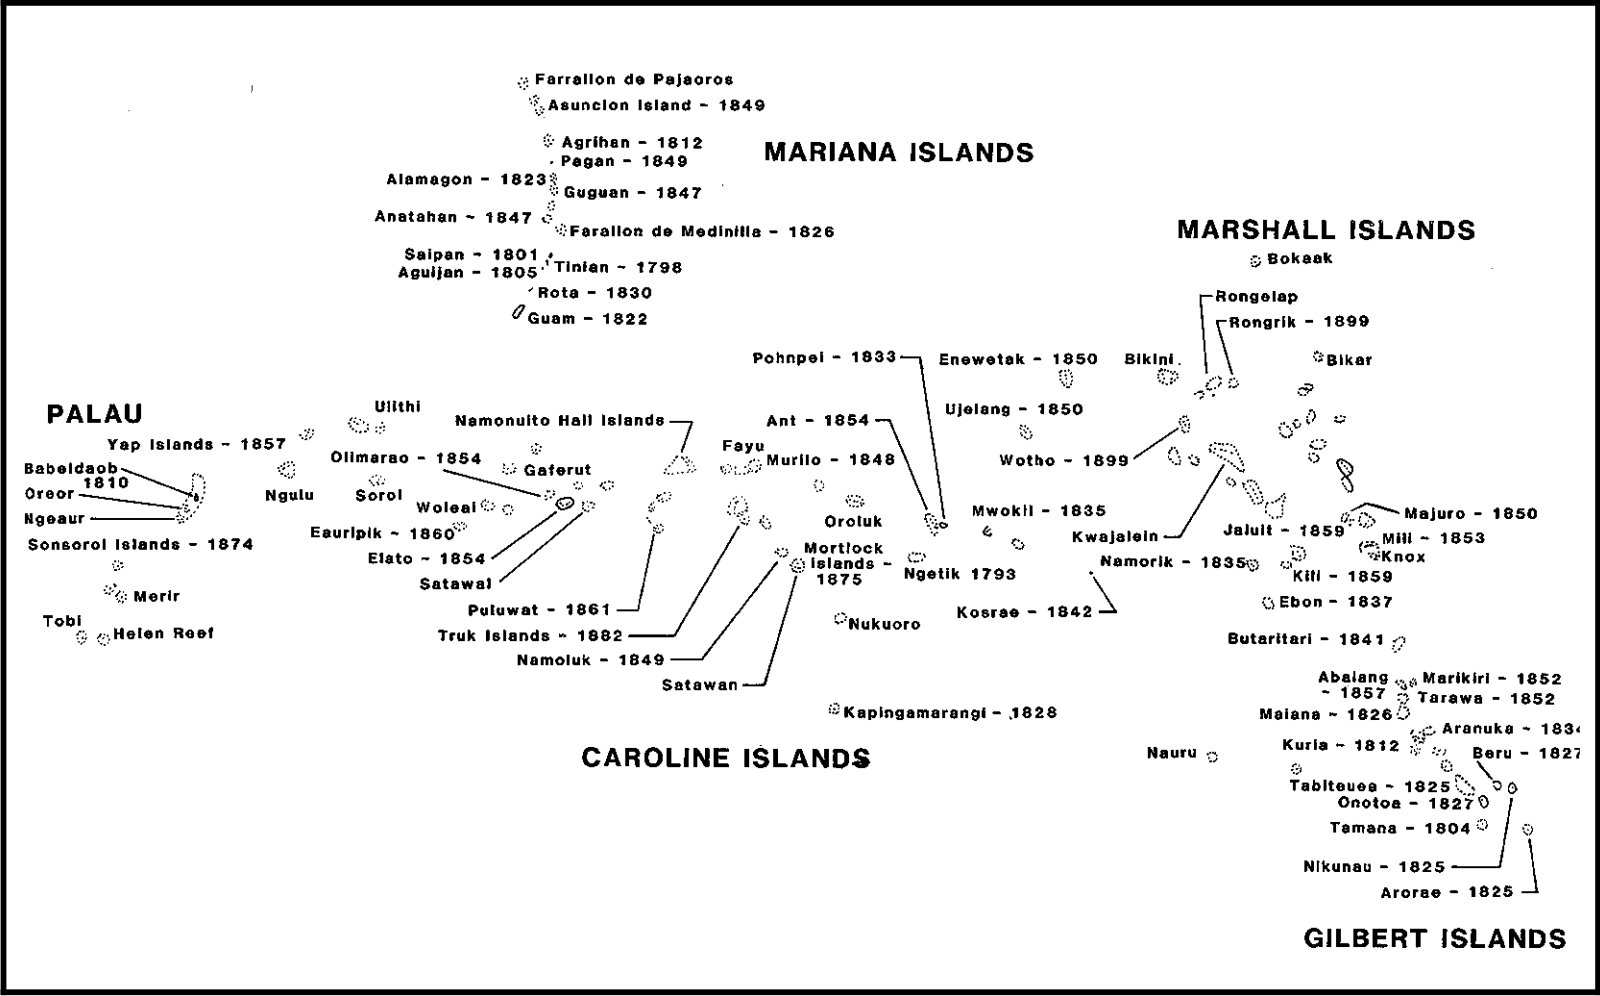 Farrallon de Pajaoros
Asuncion Island - 1849
Agrihan - 1812
MARIANA ISLANDS
Pagan - 1849
Alamagon - 1823
Guguan - 1847
Anatahan - 1847
Farallon de Medinilla - 1826
MARSHALL ISLANDS
Saipan - 1801
Bokaak
Aguijan - 1805
Tinian - 1798
Rota - 1830
Rongelap
Guam - 1822
Rongrik - 1899
Pohnpei - 1833
Enewetak - 1850
Bikini
Bikar
PALAU
Ulithi
Namonuito Hall Islands
Ant - 1854
Ujelang - 1850
Yap Islands - 1857
Olimarao - 1854
Fayu
Murilo - 1848
Wotho - 1899
Babeldaob
1810
Gaferut
Oreor
Ngulu
Sorol
Woleai
Oroluk
Mwokil - 1835
Majuro - 1850
Ngeaur
Eauripik - 1860
Kwajalein
Jaluit - 1859
Mili - 1853
Sonsorol Islands - 1874
Elato - 1854
Mortlock
Islands -
1875
Knox
Satawal
Ngetik 1793
Namorik - 1835
Kili - 1859
Merir
Puluwat - 1861
Kosrae - 1842
Ebon - 1837
Tobi
Helen Reef
Truk Islands - 1882
Nukuoro
Butaritari - 1841
Namoluk - 1849
Satawan
Abaiang
- 1857
Marikiri - 1852
Tarawa - 1852
Kapingamarangi - 1828
Maiana - 1826
Aranuka - 1834
CAROLINE ISLANDS
Nauru
Kuria - 1812
Beru - 1827
Tabiteuea - 1825
Onotoa - 1827
Tamana - 1804
Nikunau - 1825
Arorae - 1825
GILBERT ISLANDS